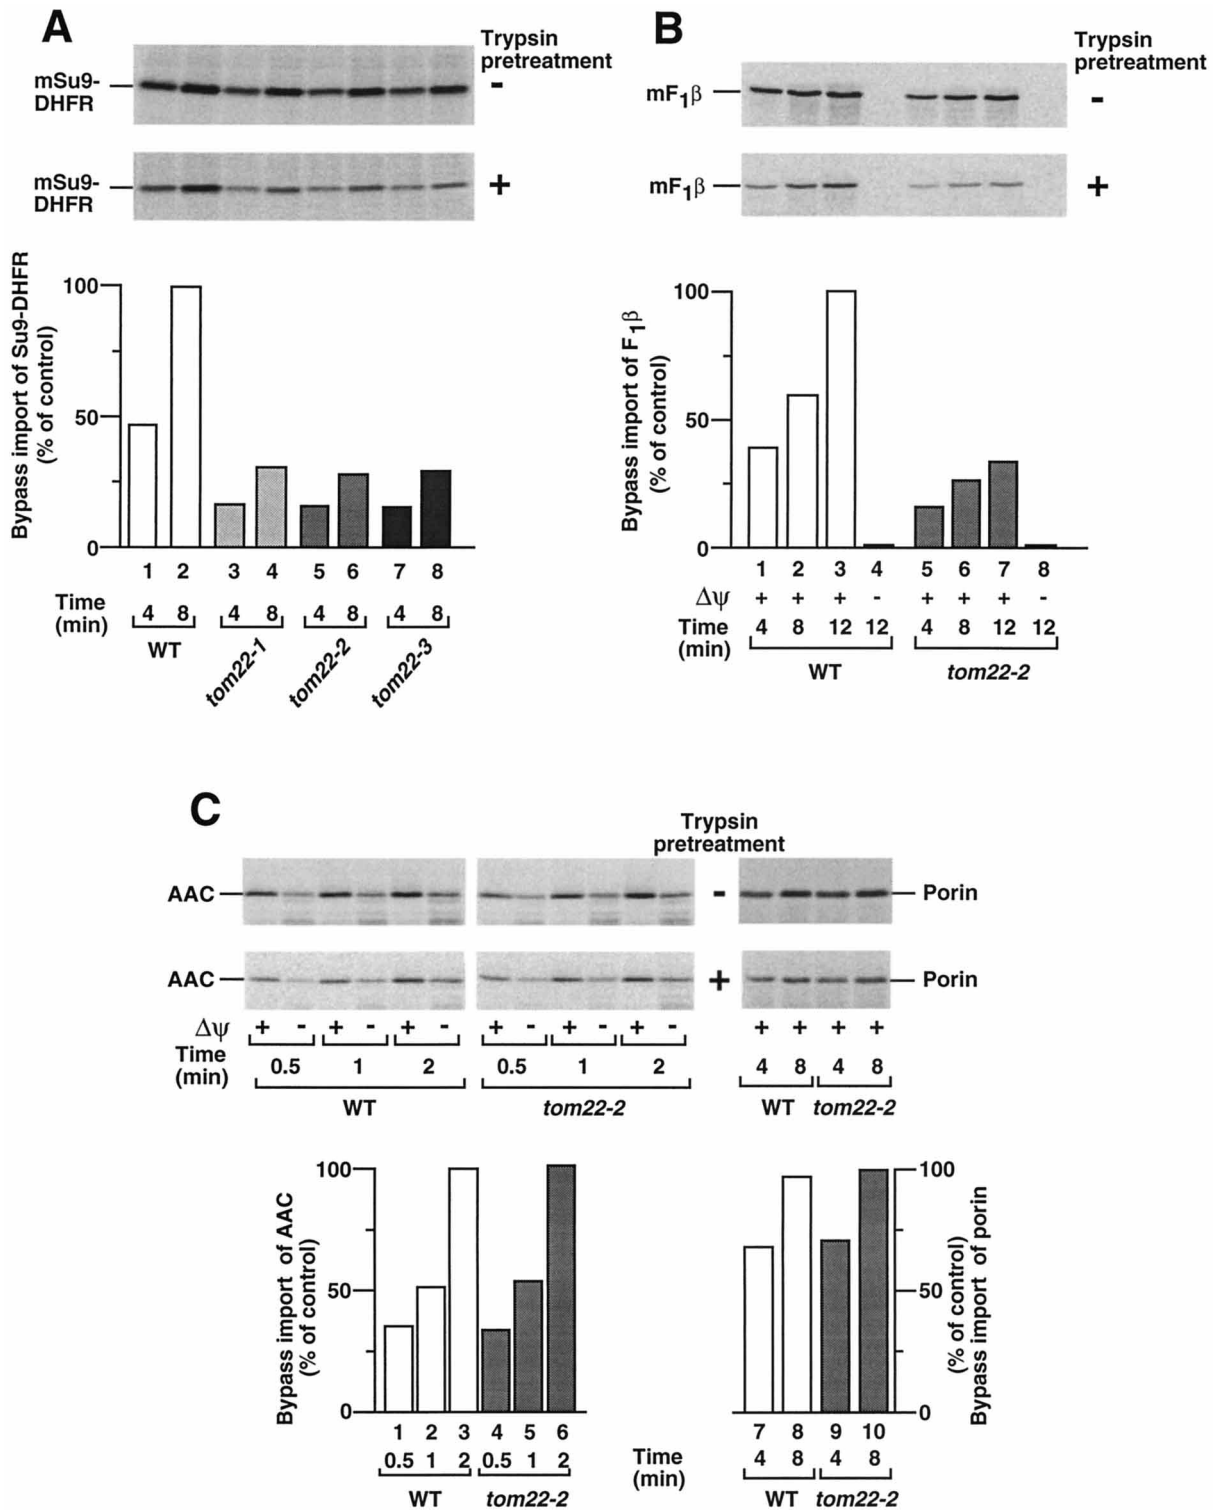 A
Trypsin
pretreatment
mSu9-
DHFR
-
mSu9-
DHFR
+
Bypass import of Su9-DHFR
(% of control)
100
50
0
1 2 3 4 5 6 7 8
Time
(min)
4 8 4 8 4 8 4 8
WT
tom22-1
tom22-2
tom22-3
B
Trypsin
pretreatment
mF1β
-
mF1β
+
Bypass import of F1β
(% of control)
100
50
0
1 2 3 4 5 6 7 8
Δψ + + + - + + + -
Time
(min)
4 8 12 12 4 8 12 12
WT tom22-2
C
Trypsin
pretreatment
AAC - Porin
AAC + Porin
Δψ + - + - + - + - + - + - + + + +
Time
(min)
0.5 1 2 0.5 1 2 4 8 4 8
WT tom22-2 WT tom22-2
Bypass import of AAC
(% of control)
100
50
0
1 2 3 4 5 6
0.5 1 2 0.5 1 2
WT tom22-2
100
50
0
(% of control)
Bypass import of porin
7 8 9 10
Time
(min)
4 8 4 8
WT tom22-2